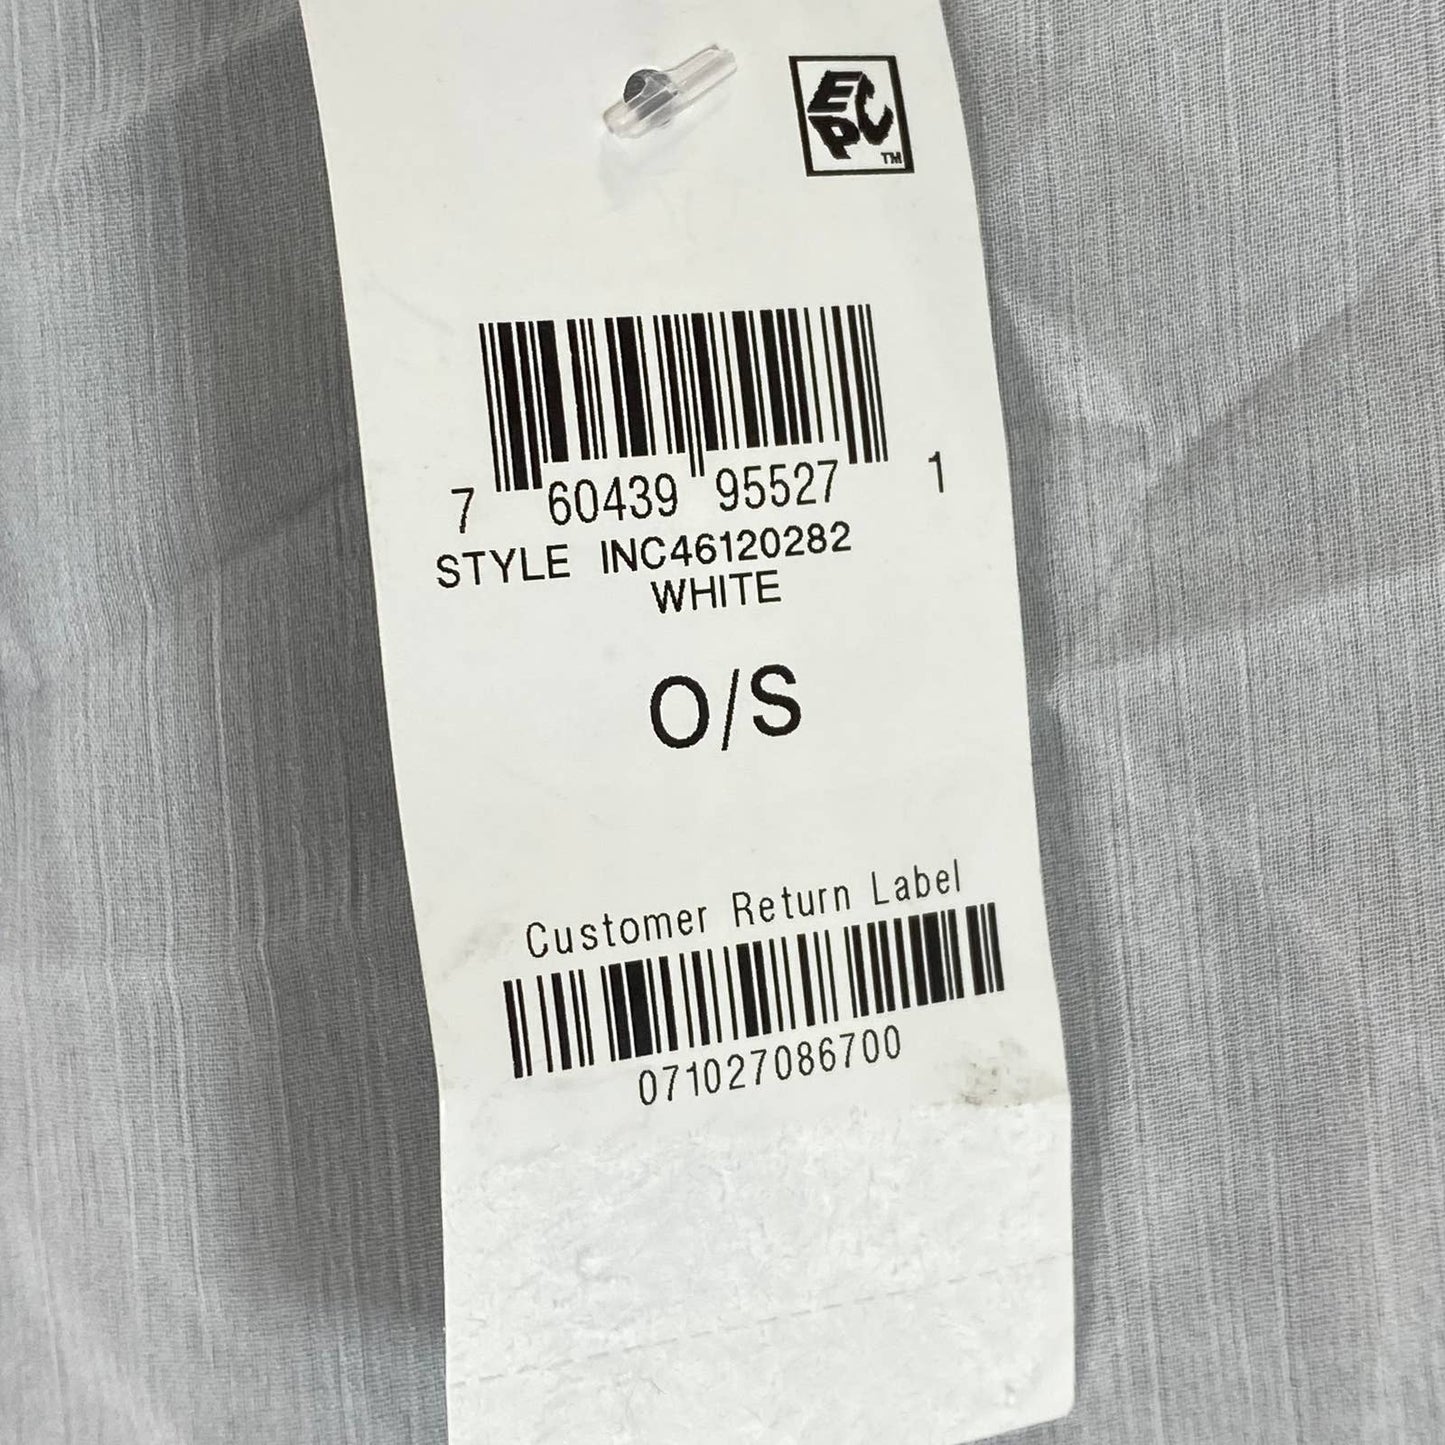 EPC
TM
7 60439 95527 1
STYLE INC46120282
WHITE
O/S
Customer Return Label
071027086700